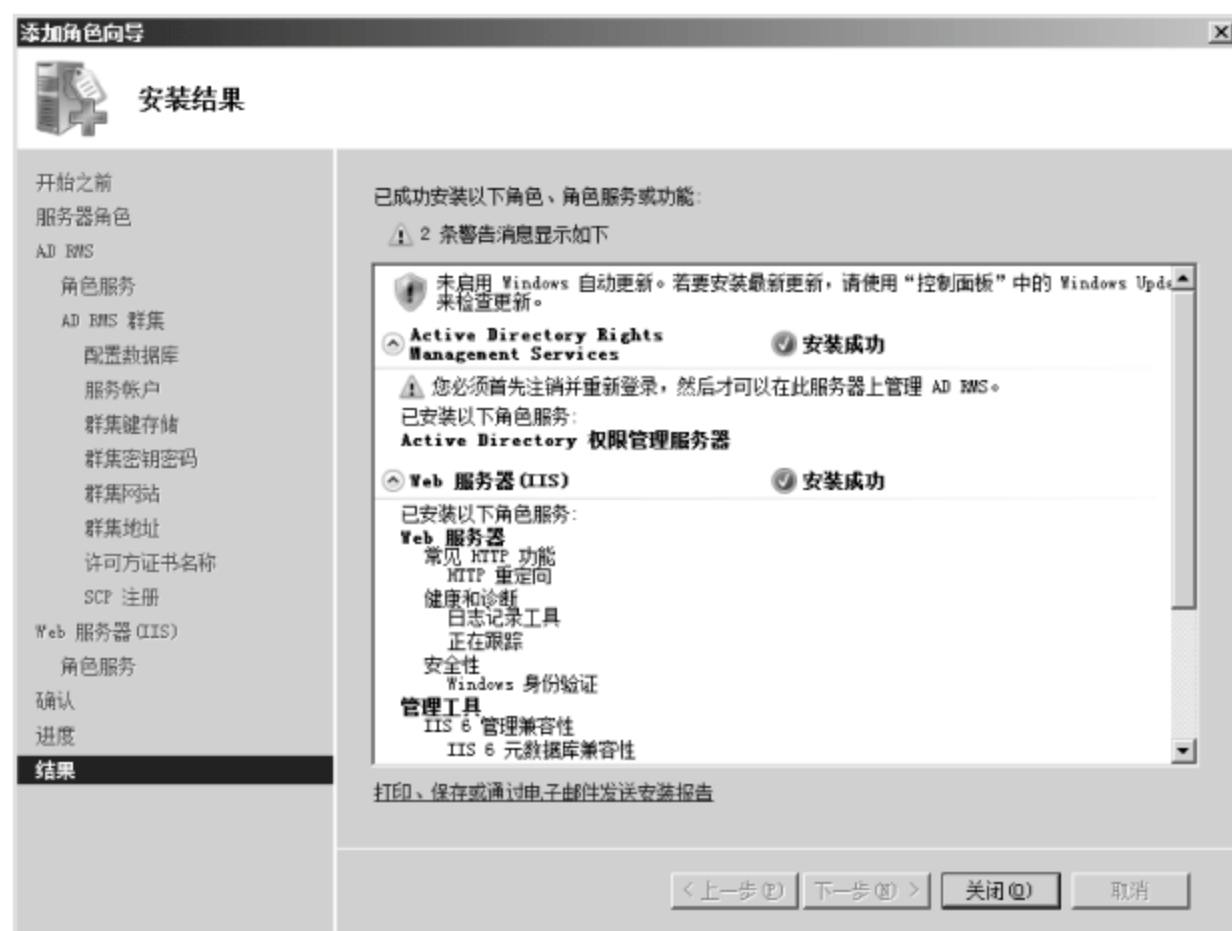 添加角色向导
安装结果
开始之前
服务器角色
AD RMS
角色服务
AD RMS 群集
配置数据库
服务帐户
群集键存储
群集密钥密码
群集网站
群集地址
许可方证书名称
SCP 注册
Web 服务器(IIS)
角色服务
确认
进度
结果
已成功安装以下角色、角色服务或功能:
2 条警告消息显示如下
未启用 Windows 自动更新。若要安装最新更新，请使用“控制面板”中的 Windows Upda
来检查更新。
Active Directory Rights
Management Services
安装成功
您必须首先注销并重新登录，然后才可以在此服务器上管理 AD RMS。
已安装以下角色服务:
Active Directory 权限管理服务器
Web 服务器(IIS)
安装成功
已安装以下角色服务:
Web 服务器
常见 HTTP 功能
HTTP 重定向
健康和诊断
日志记录工具
正在跟踪
安全性
Windows 身份验证
管理工具
IIS 6 管理兼容性
IIS 6 元数据库兼容性
打印、保存或通过电子邮件发送安装报告
< 上一步(P)
下一步(N) >
关闭(O)
取消